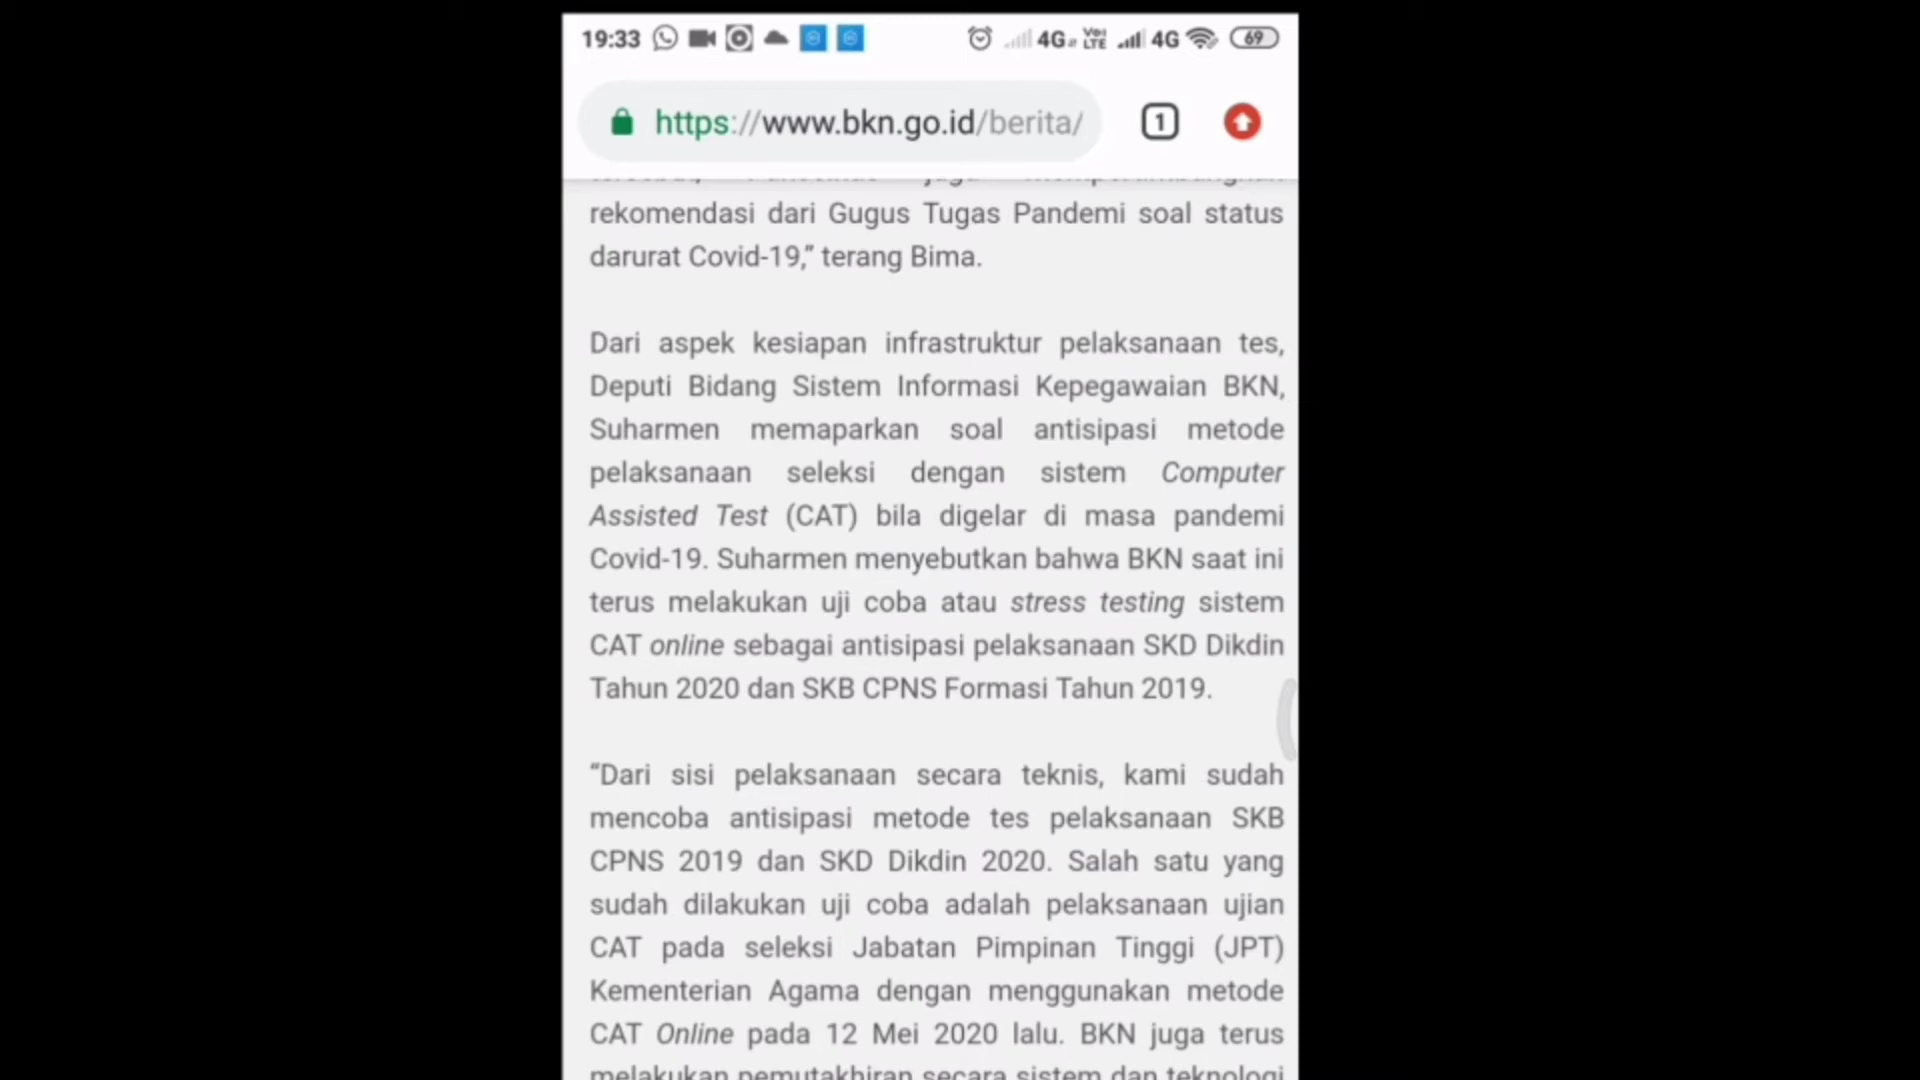 19:33 4G VoLTE 4G 69
https://www.bkn.go.id/berita/ 1
rekomendasi dari Gugus Tugas Pandemi soal status
darurat Covid-19,” terang Bima.
Dari aspek kesiapan infrastruktur pelaksanaan tes,
Deputi Bidang Sistem Informasi Kepegawaian BKN,
Suharmen memaparkan soal antisipasi metode
pelaksanaan seleksi dengan sistem Computer
Assisted Test (CAT) bila digelar di masa pandemi
Covid-19. Suharmen menyebutkan bahwa BKN saat ini
terus melakukan uji coba atau stress testing sistem
CAT online sebagai antisipasi pelaksanaan SKD Dikdin
Tahun 2020 dan SKB CPNS Formasi Tahun 2019.
“Dari sisi pelaksanaan secara teknis, kami sudah
mencoba antisipasi metode tes pelaksanaan SKB
CPNS 2019 dan SKD Dikdin 2020. Salah satu yang
sudah dilakukan uji coba adalah pelaksanaan ujian
CAT pada seleksi Jabatan Pimpinan Tinggi (JPT)
Kementerian Agama dengan menggunakan metode
CAT Online pada 12 Mei 2020 lalu. BKN juga terus
melakukan pemutakhiran secara sistem dan teknologi